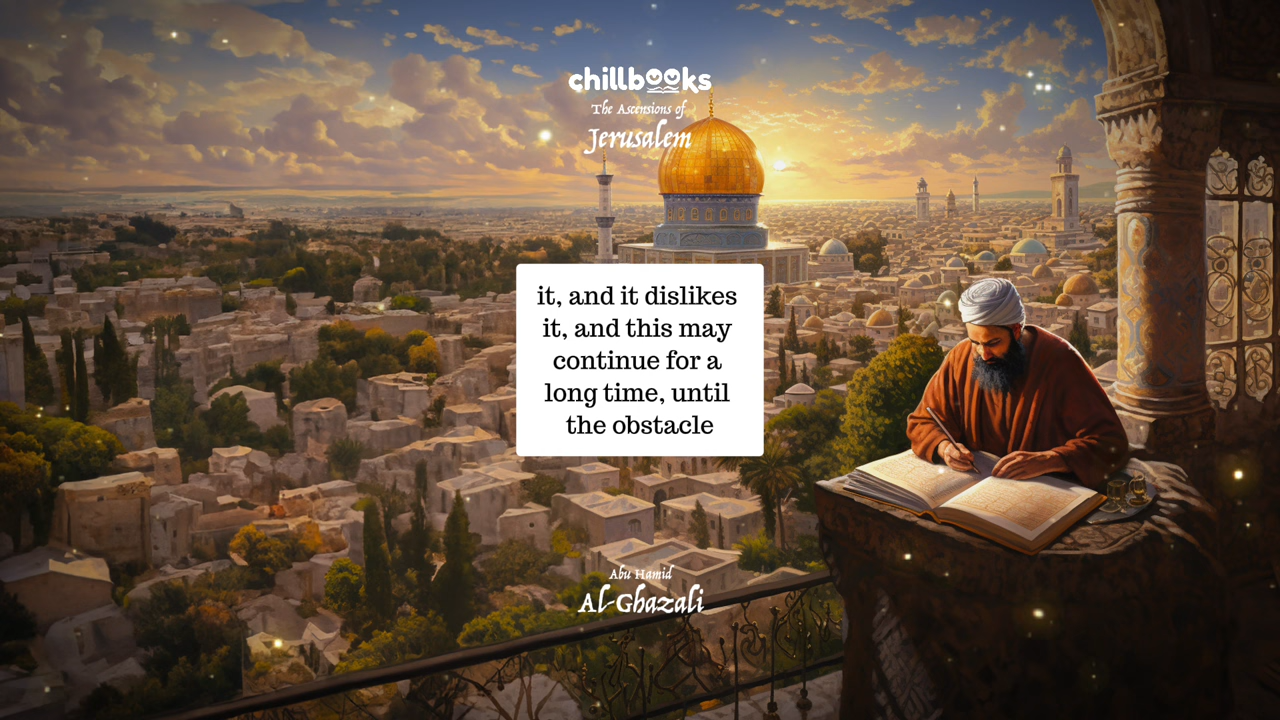 chillbooks
The Ascensions of
Jerusalem
it, and it dislikes
it, and this may
continue for a
long time, until
the obstacle
Abu Hamid
Al-Ghazali